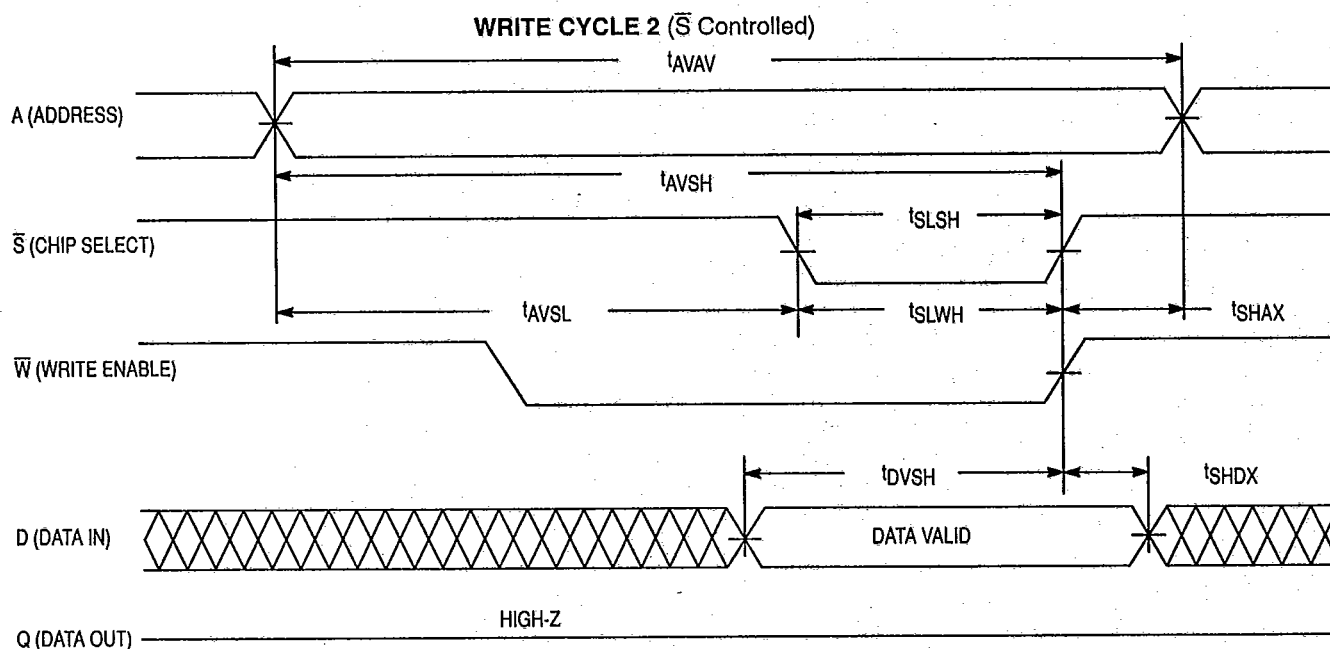 WRITE CYCLE 2 (S̅ Controlled)
tAVAV
A (ADDRESS)
tAVSH
tSLSH
S̅ (CHIP SELECT)
tAVSL
tSLWH
tSHAX
W̅ (WRITE ENABLE)
tDVSH
tSHDX
D (DATA IN)
DATA VALID
HIGH-Z
Q (DATA OUT)